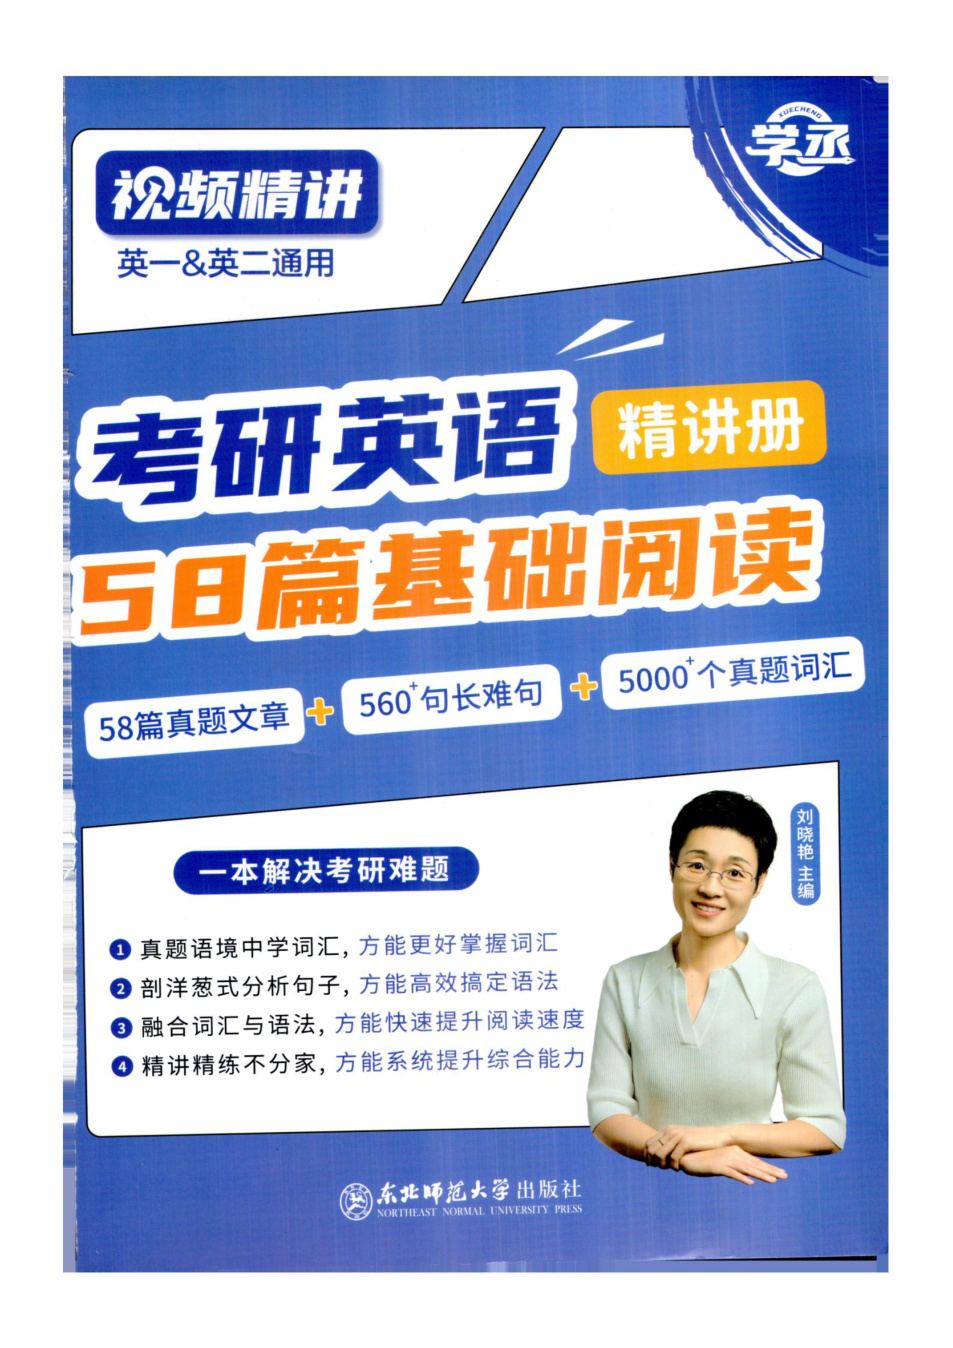 XUECHENG
学丞
视频精讲
英一&英二通用
考研英语
精讲册
58篇基础阅读
58篇真题文章 + 560+句长难句 + 5000+个真题词汇
一本解决考研难题
刘晓艳 主编
1 真题语境中学词汇，方能更好掌握词汇
2 剖洋葱式分析句子，方能高效搞定语法
3 融合词汇与语法，方能快速提升阅读速度
4 精讲精练不分家，方能系统提升综合能力
东北师范大学出版社
NORTHEAST NORMAL UNIVERSITY PRESS